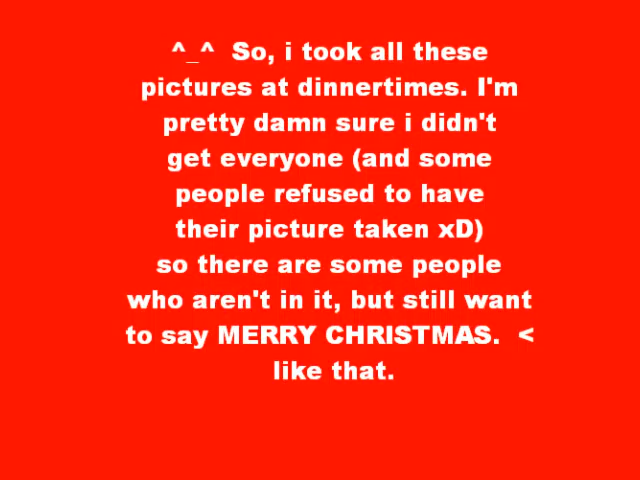 ^_^  So, i took all these
pictures at dinnertimes. I'm
pretty damn sure i didn't
get everyone (and some
people refused to have
their picture taken xD)
so there are some people
who aren't in it, but still want
to say MERRY CHRISTMAS.  <
like that.